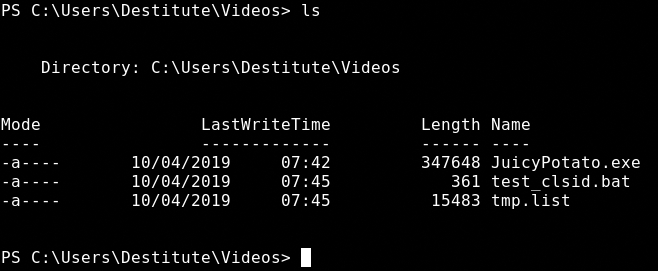 PS C:\Users\Destitute\Videos> ls
Directory: C:\Users\Destitute\Videos
Mode                LastWriteTime         Length Name
----                -------------         ------ ----
-a----       10/04/2019     07:42         347648 JuicyPotato.exe
-a----       10/04/2019     07:45            361 test_clsid.bat
-a----       10/04/2019     07:45          15483 tmp.list
PS C:\Users\Destitute\Videos>